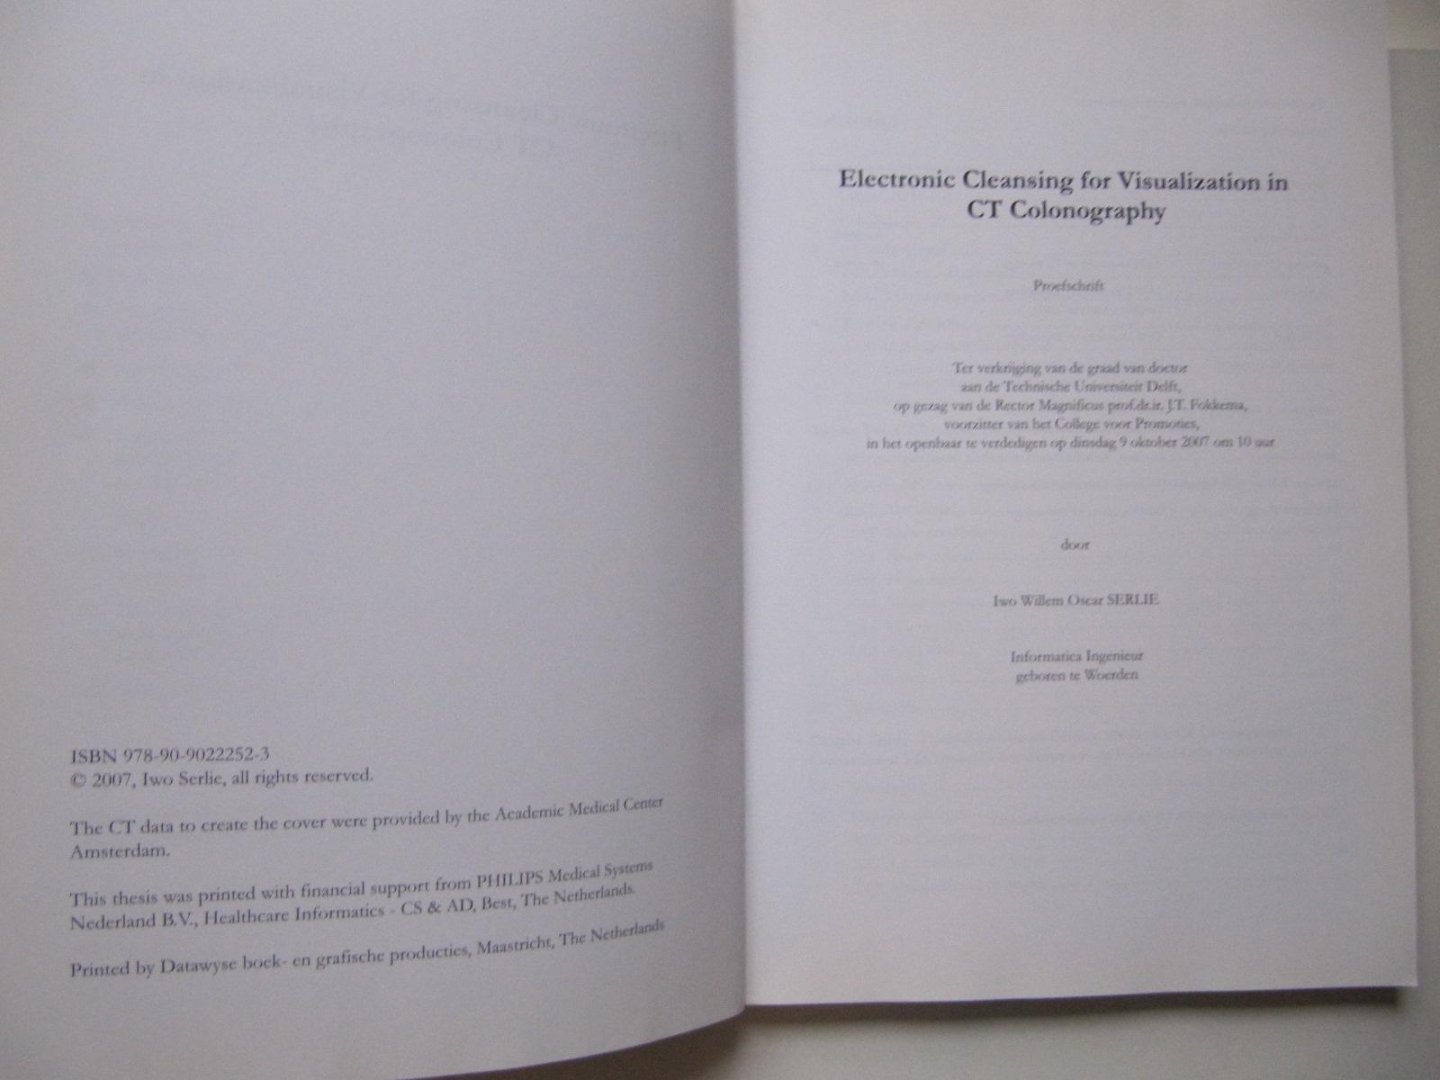 ISBN 978-90-9022252-3
© 2007, Iwo Serlie, all rights reserved.
The CT data to create the cover were provided by the Academic Medical Center
Amsterdam.
This thesis was printed with financial support from PHILIPS Medical Systems
Nederland B.V., Healthcare Informatics - CS & AD, Best, The Netherlands.
Printed by Datawyse boek- en grafische producties, Maastricht, The Netherlands
Electronic Cleansing for Visualization in
CT Colonography
Proefschrift
Ter verkrijging van de graad van doctor
aan de Technische Universiteit Delft,
op gezag van de Rector Magnificus prof.dr.ir. J.T. Fokkema,
voorzitter van het College voor Promoties,
in het openbaar te verdedigen op dinsdag 9 oktober 2007 om 10 uur
door
Iwo Willem Oscar SERLIE
Informatica Ingenieur
geboren te Woerden